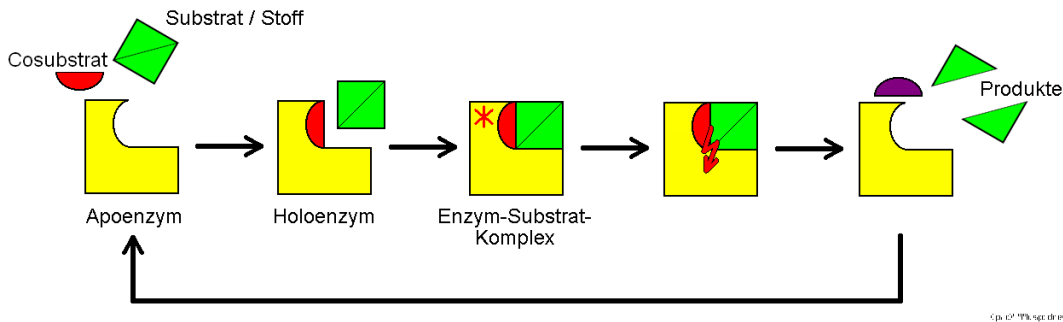 Substrat / Stoff
Cosubstrat
Produkte
Apoenzym
Holoenzym
Enzym-Substrat-
Komplex